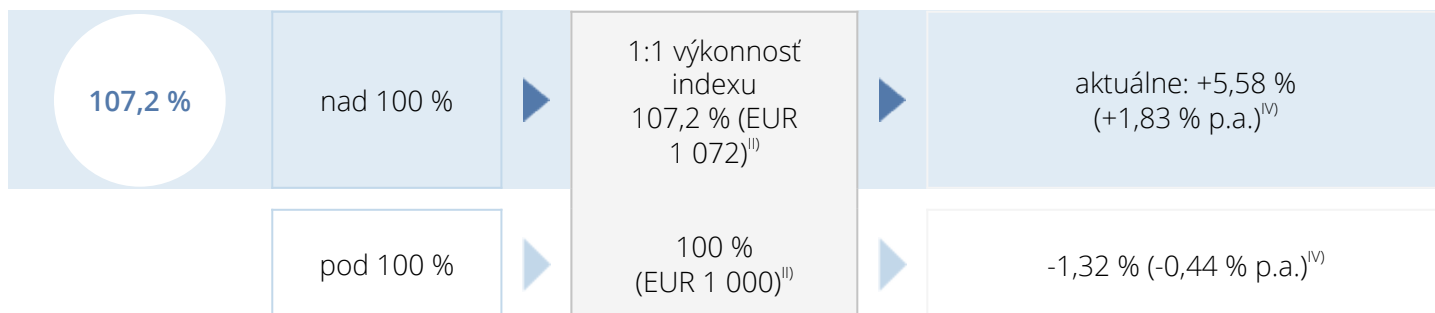 107,2 %
nad 100 %
1:1 výkonnosť
indexu
107,2 % (EUR
1 072)II)
aktuálne: +5,58 %
(+1,83 % p.a.)IV)
pod 100 %
100 %
(EUR 1 000)II)
-1,32 % (-0,44 % p.a.)IV)